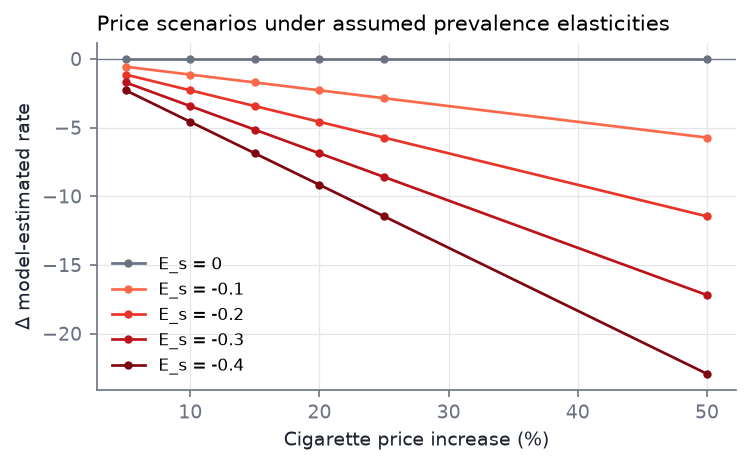 Price scenarios under assumed prevalence elasticities
Δ model-estimated rate
0
−5
−10
−15
−20
E_s = 0
E_s = -0.1
E_s = -0.2
E_s = -0.3
E_s = -0.4
10 20 30 40 50
Cigarette price increase (%)